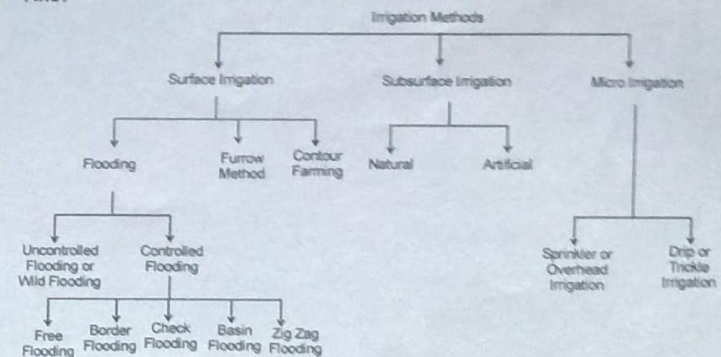 Irrigation Methods
Surface Irrigation
Subsurface Irrigation
Micro Irrigation
Flooding
Furrow
Method
Contour
Farming
Natural
Artificial
Uncontrolled
Flooding or
Wild Flooding
Controlled
Flooding
Sprinkler or
Overhead
Irrigation
Drip or
Trickle
Irrigation
Free
Flooding
Border
Flooding
Check
Flooding
Basin
Flooding
Zig Zag
Flooding